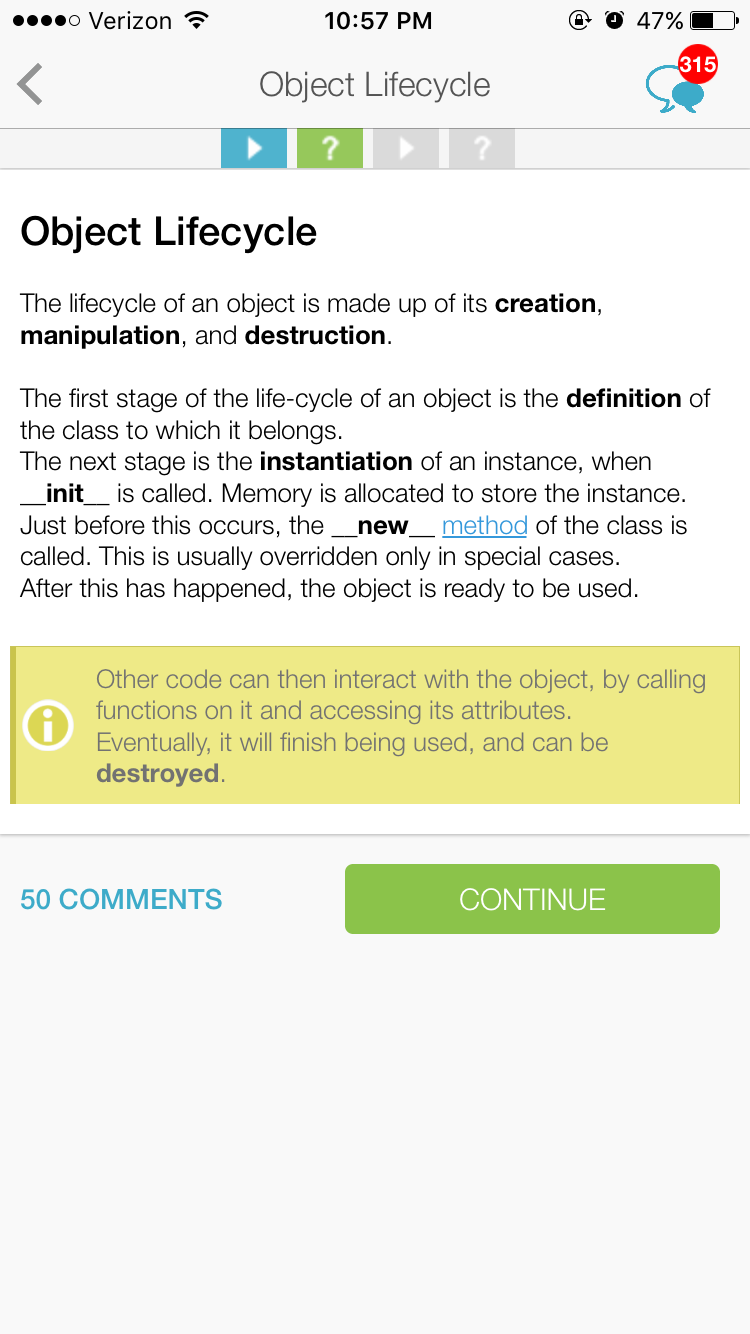 Verizon 10:57 PM 47%
Object Lifecycle 315
? ?
Object Lifecycle
The lifecycle of an object is made up of its creation,
manipulation, and destruction.
The first stage of the life-cycle of an object is the definition of
the class to which it belongs.
The next stage is the instantiation of an instance, when
__init__ is called. Memory is allocated to store the instance.
Just before this occurs, the __new__ method of the class is
called. This is usually overridden only in special cases.
After this has happened, the object is ready to be used.
i
Other code can then interact with the object, by calling
functions on it and accessing its attributes.
Eventually, it will finish being used, and can be
destroyed.
50 COMMENTS CONTINUE